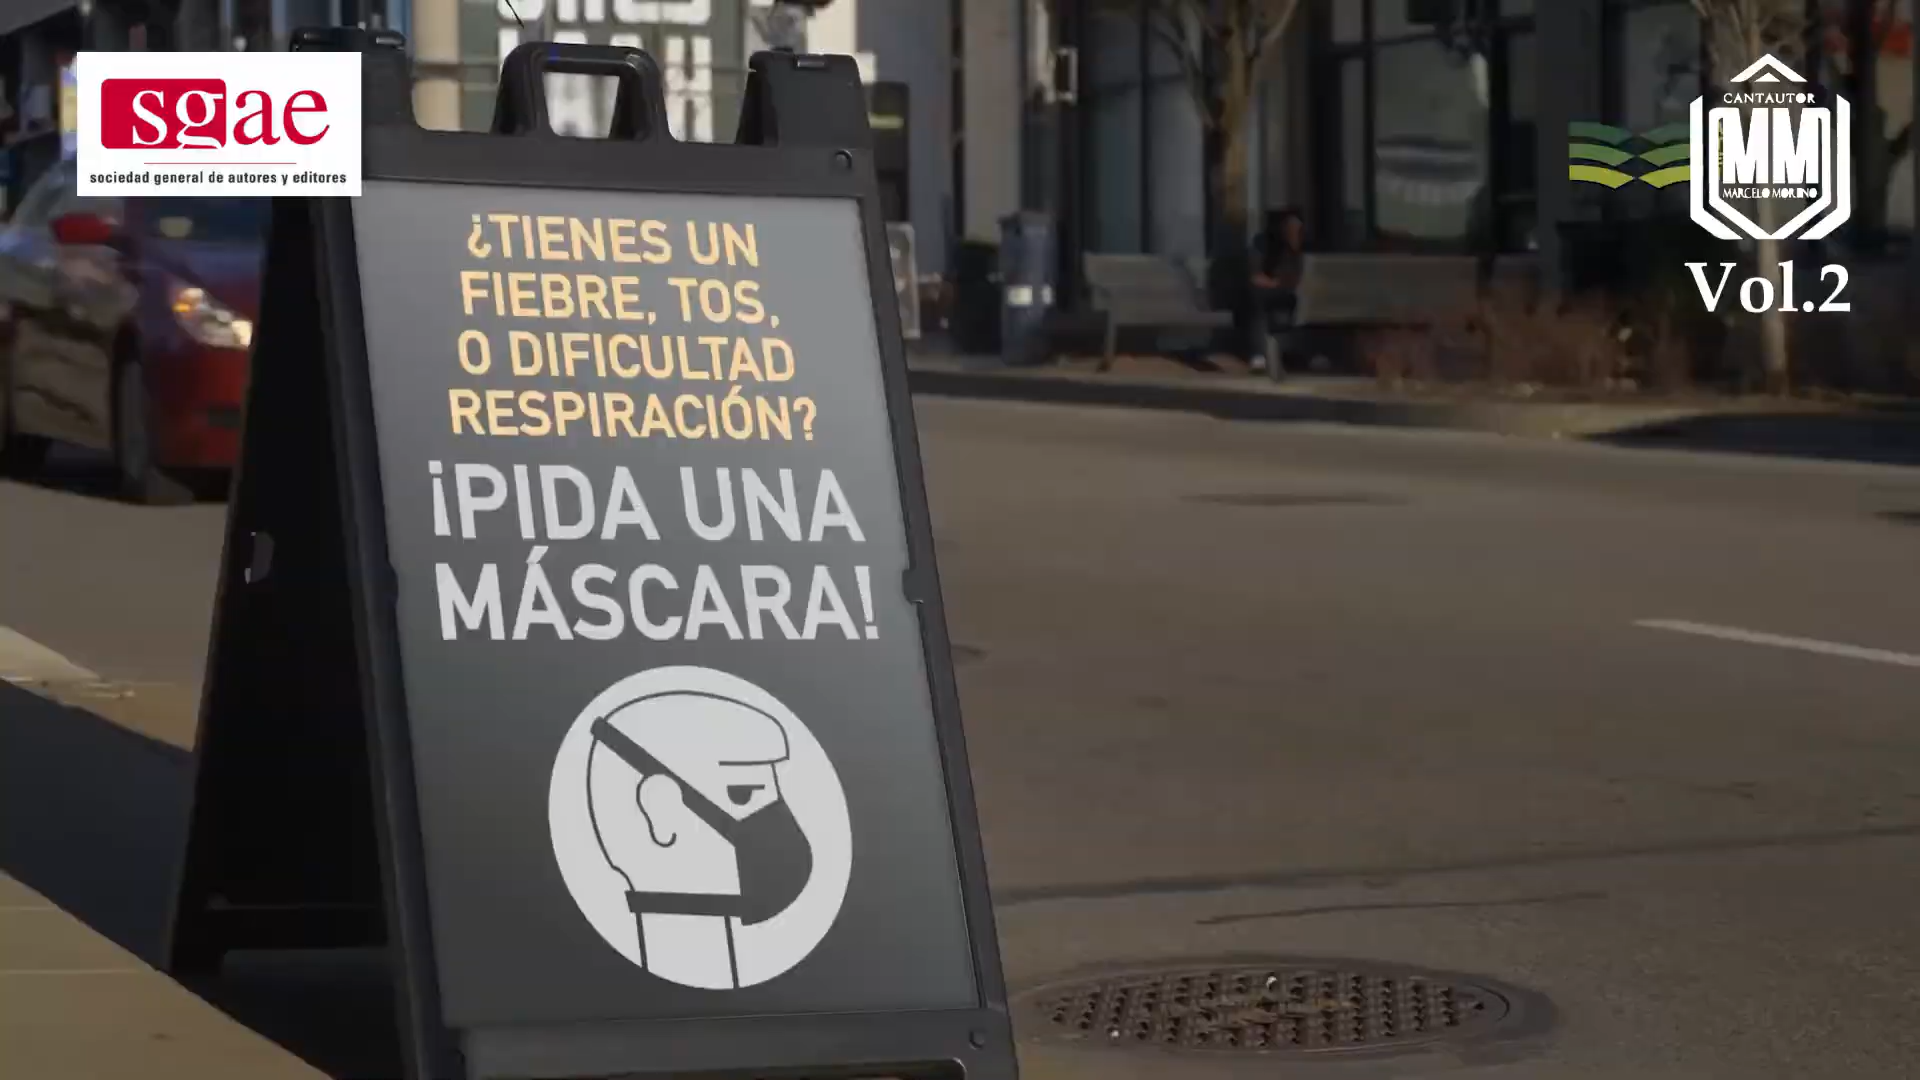 sgae
sociedad general de autores y editores
CANTAUTOR
MM
MARCELO MORENO
Vol.2
¿TIENES UN
FIEBRE, TOS,
O DIFICULTAD
RESPIRACIÓN?
¡PIDA UNA
MÁSCARA!